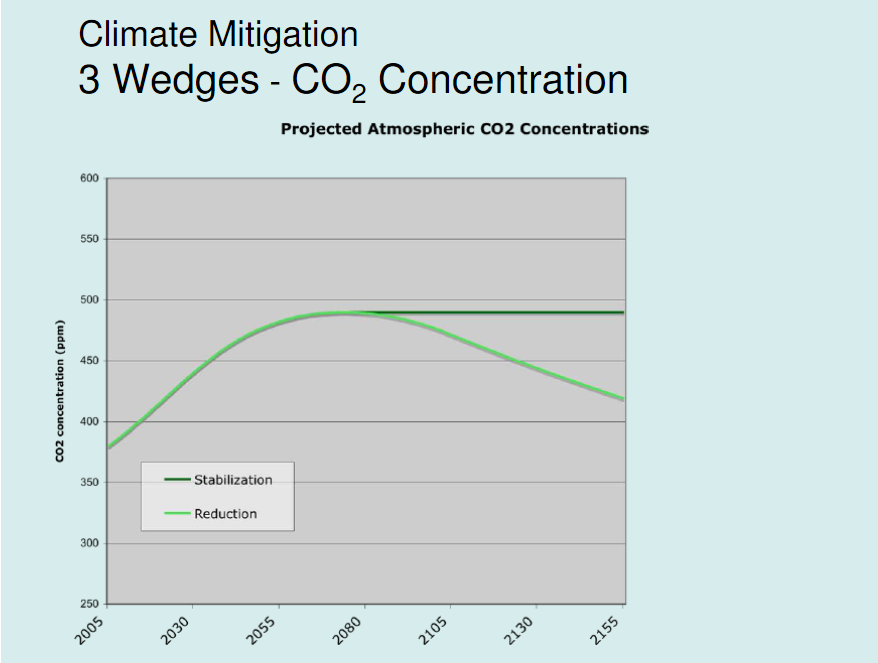 Climate Mitigation
3 Wedges - CO₂ Concentration
Projected Atmospheric CO2 Concentrations
600
550
500
450
400
350
300
250
CO2 concentration (ppm)
Stabilization
Reduction
2005
2030
2055
2080
2105
2130
2155